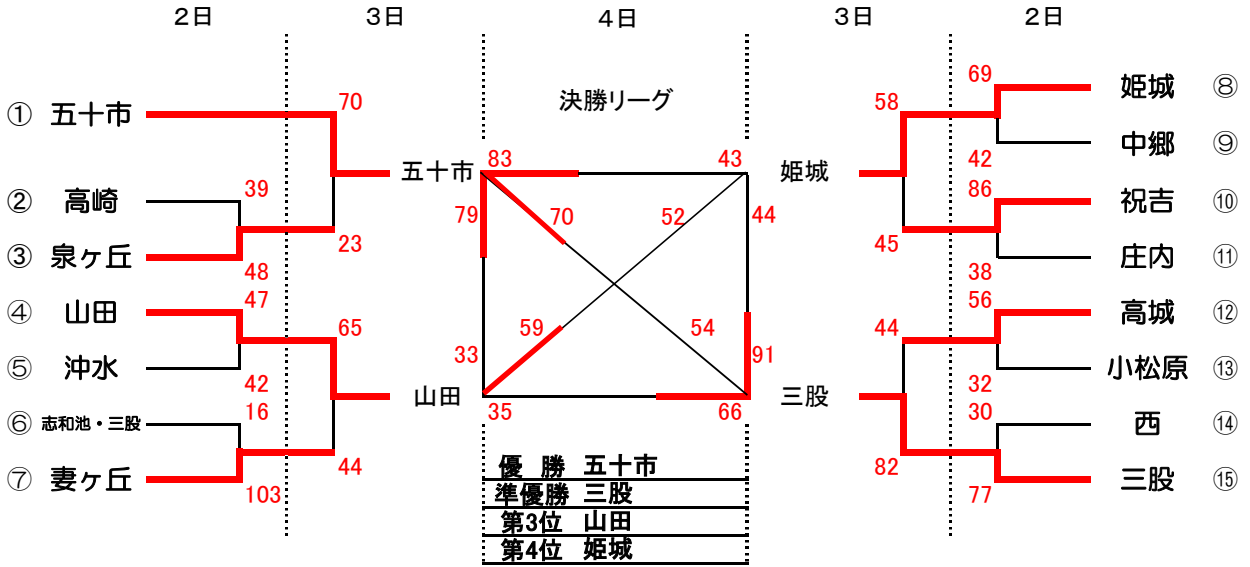 2日 3日 4日 3日 2日
決勝リーグ
① 五十市
② 高崎
③ 泉ヶ丘
④ 山田
⑤ 沖水
⑥ 志和池・三股
⑦ 妻ヶ丘
39
48
47
42
16
103
70
23
65
44
五十市
山田
83 43
79 70 52 44
59 54
33 91
35 66
姫城
三股
58
45
44
82
69
42
86
38
56
32
30
77
姫城 ⑧
中郷 ⑨
祝吉 ⑩
庄内 ⑪
高城 ⑫
小松原 ⑬
西 ⑭
三股 ⑮
優 勝 五十市
準優勝 三股
第3位 山田
第4位 姫城